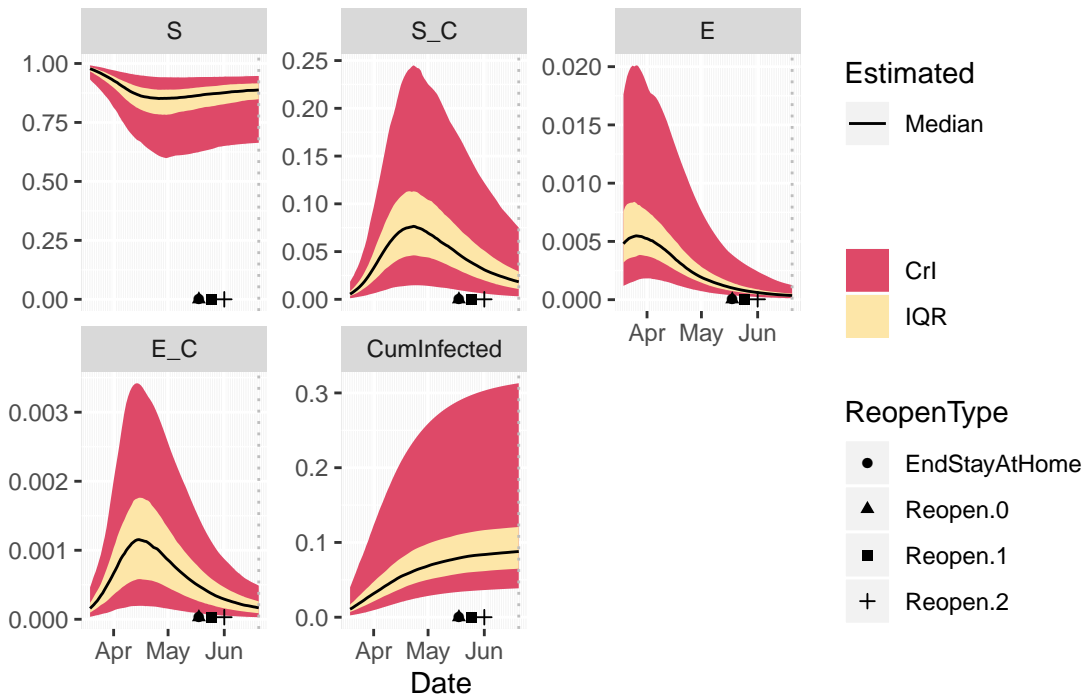 S
S_C
E
1.00
0.75
0.50
0.25
0.00
0.25
0.20
0.15
0.10
0.05
0.00
0.020
0.015
0.010
0.005
0.000
Apr May Jun
E_C
CumInfected
0.003
0.002
0.001
0.000
Apr May Jun
0.3
0.2
0.1
0.0
Apr May Jun
Date
Estimated
Median
CrI
IQR
ReopenType
EndStayAtHome
Reopen.0
Reopen.1
Reopen.2